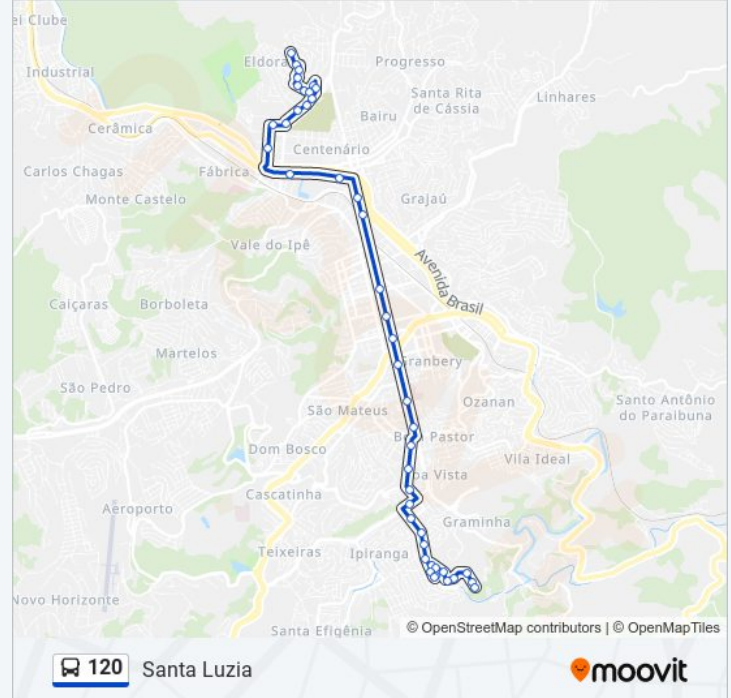 el Clube
Eldora
Progresso
Industrial
Santa Rita
de Cássia
Linhares
Bairu
Cerâmica
Centenário
Carlos Chagas
Fábrica
Monte Castelo
Grajaú
Vale do Ipê
Avenida Brasil
Caiçaras
Borboleta
Martelos
Granbery
São Pedro
Ozanan
Santo Antônio
do Paraibuna
São Mateus
B Pastor
Dom Bosco
Vila Ideal
oa Vista
Cascatinha
Aeroporto
Graminha
Teixeiras
Ipiranga
Novo Horizonte
Santa Efigênia
© OpenStreetMap contributors | © OpenMapTiles
120
Santa Luzia
moovit